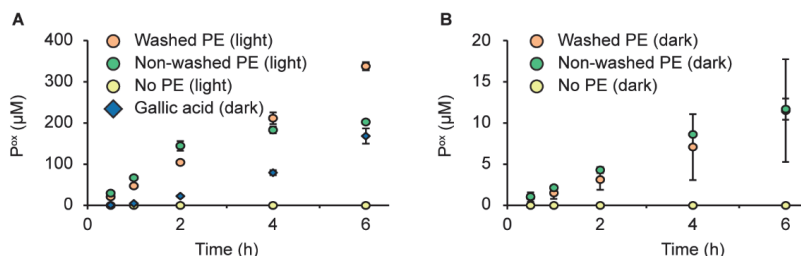 A
400
300
200
100
0
Pᵒˣ (µM)
Washed PE (light)
Non-washed PE (light)
No PE (light)
Gallic acid (dark)
0 2 4 6
Time (h)
B
20
15
10
5
0
Pᵒˣ (µM)
Washed PE (dark)
Non-washed PE (dark)
No PE (dark)
0 2 4 6
Time (h)